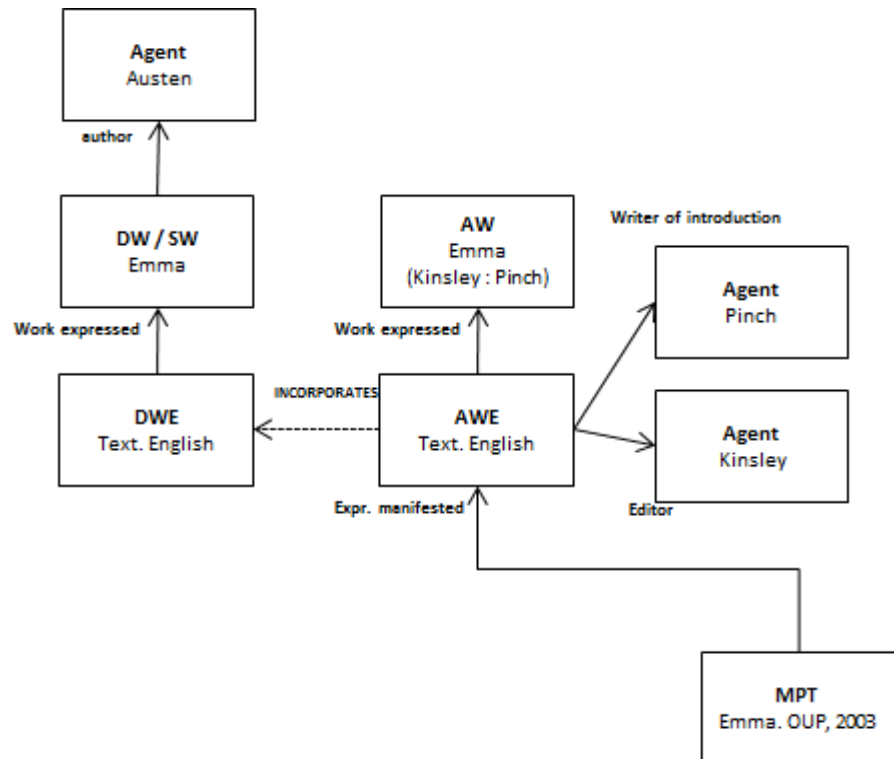 Agent
Austen
author
DW / SW
Emma
AW
Emma
(Kinsley : Pinch)
Writer of introduction
Agent
Pinch
Work expressed
Work expressed
DWE
Text. English
INCORPORATES
AWE
Text. English
Agent
Kinsley
Expr. manifested
Editor
MPT
Emma. OUP, 2003